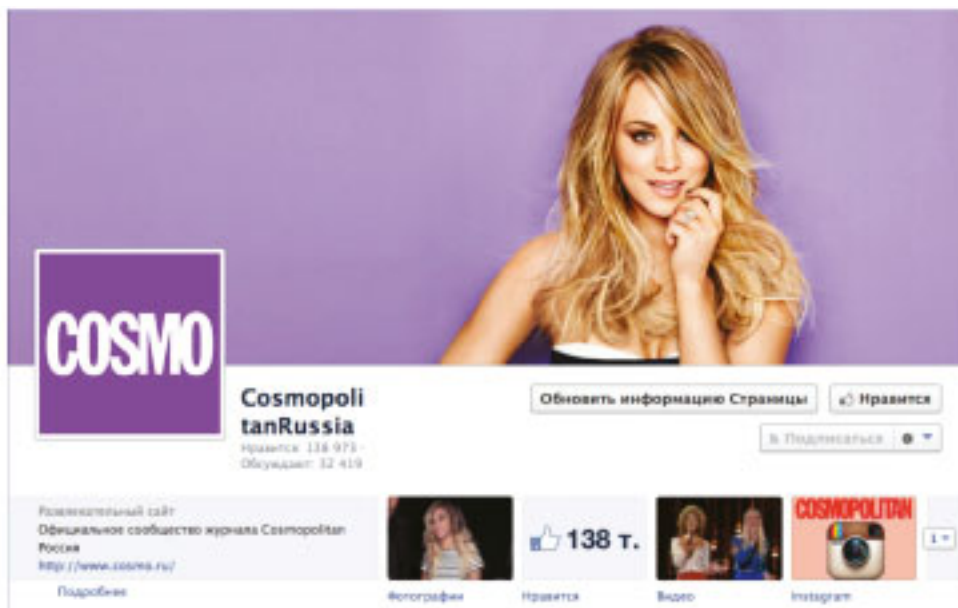 COSMO
Cosmopoli
tanRussia
Нравится: 138 973 ·
Обсуждают: 32 419
Обновить информацию Страницы
Нравится
Подписаться
Развлекательный сайт
Официальное сообщество журнала Cosmopolitan
Россия
http://www.cosmo.ru/
Подробнее
138 т.
COSMOPOLITAN
1
Фотографии
Нравится
Видео
Instagram